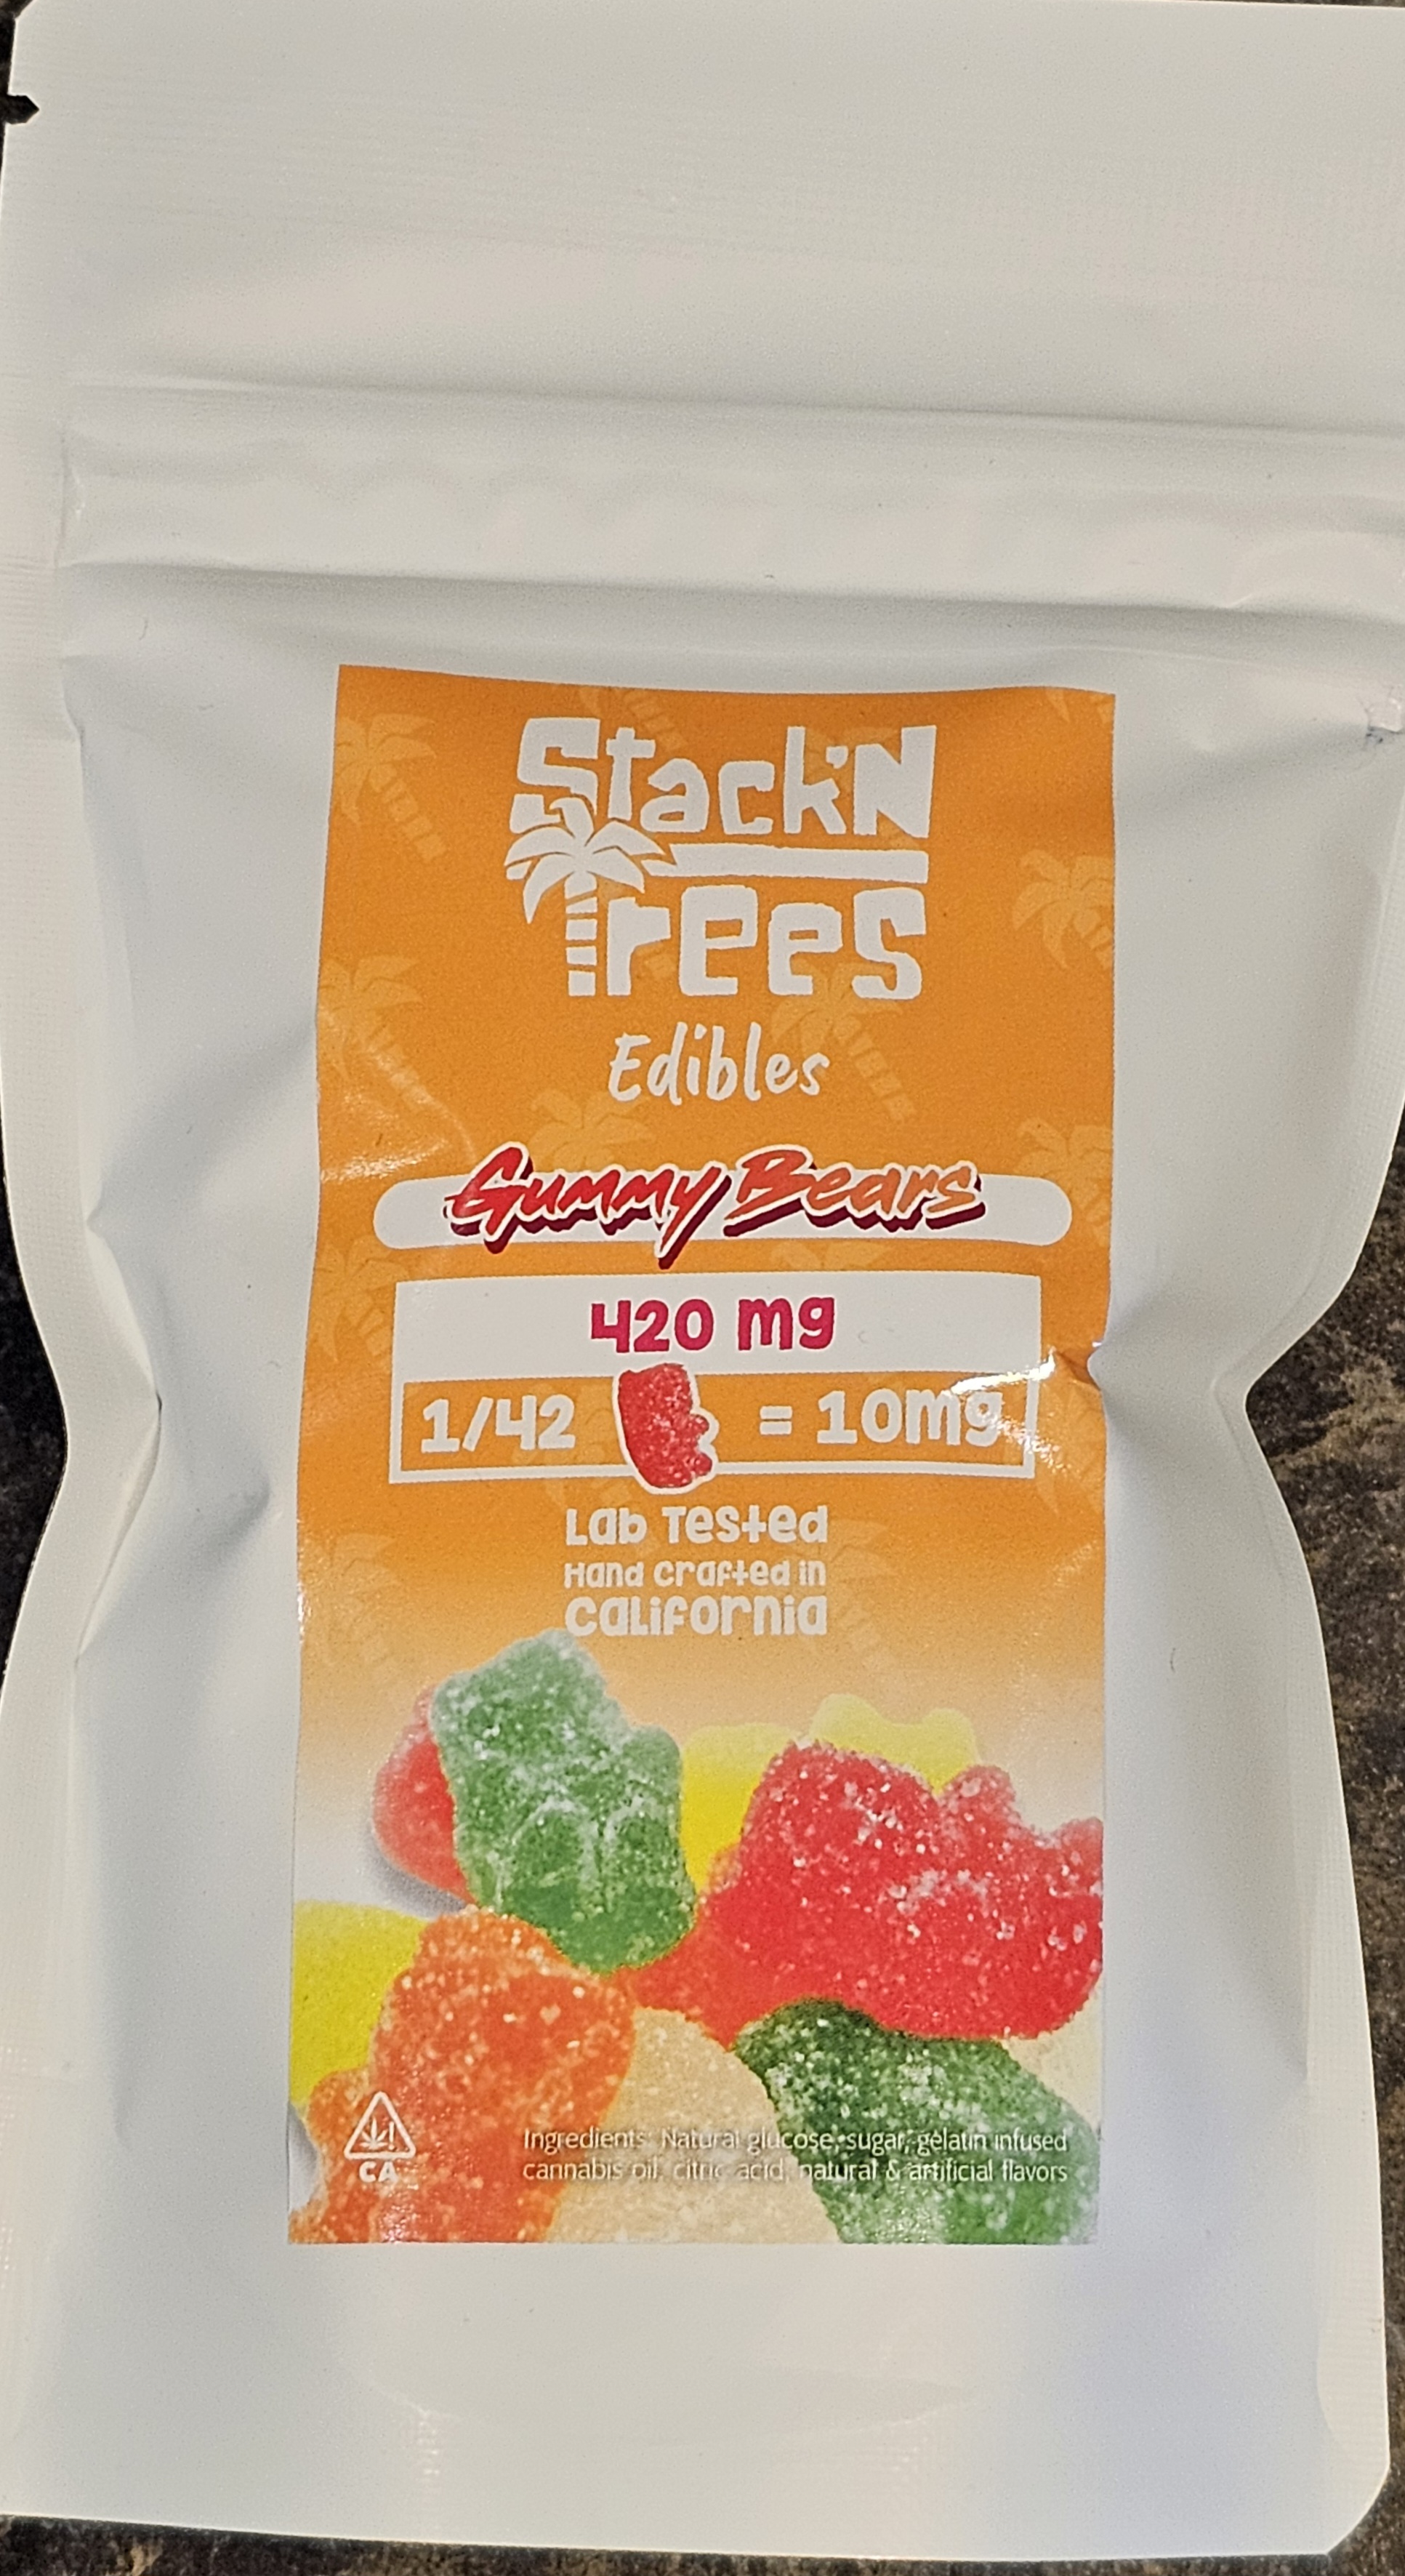 Stack'N
Trees
Edibles
Gummy Bears
420 mg
1/42 = 10mg
Lab Tested
Hand Crafted in
California
CA
Ingredients: Natural glucose, sugar, gelatin infused
cannabis oil, citric acid, natural & artificial flavors